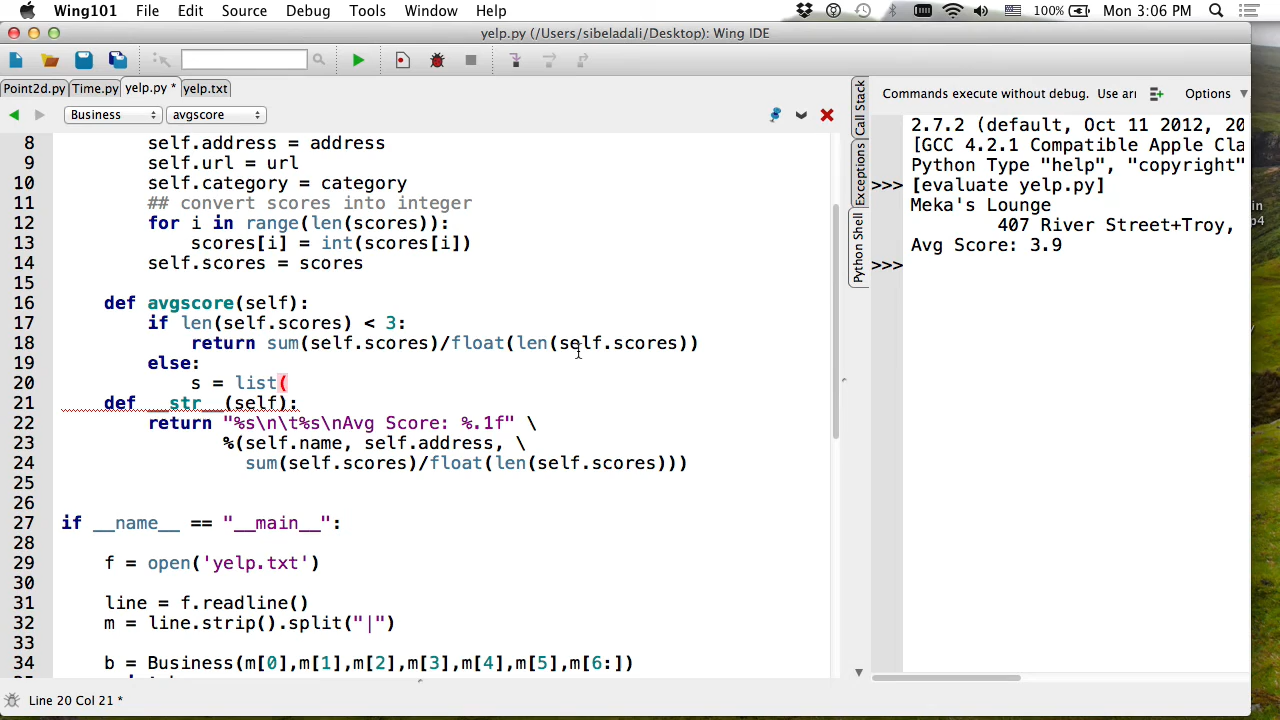 Wing101 File Edit Source Debug Tools Window Help 100% Mon 3:06 PM
yelp.py (/Users/sibeladali/Desktop): Wing IDE
Point2d.py Time.py yelp.py * yelp.txt
Business avgscore
Commands execute without debug. Use ar Options
8 self.address = address
9 self.url = url
10 self.category = category
11 ## convert scores into integer
12 for i in range(len(scores)):
13 scores[i] = int(scores[i])
14 self.scores = scores
15
16 def avgscore(self):
17 if len(self.scores) < 3:
18 return sum(self.scores)/float(len(self.scores))
19 else:
20 s = list(
21 def __str__(self):
22 return "%s\n\t%s\nAvg Score: %.1f" \
23 %(self.name, self.address, \
24 sum(self.scores)/float(len(self.scores)))
25
26
27 if __name__ == "__main__":
28
29 f = open('yelp.txt')
30
31 line = f.readline()
32 m = line.strip().split("|")
33
34 b = Business(m[0],m[1],m[2],m[3],m[4],m[5],m[6:])
Call Stack
Exceptions
Python Shell
2.7.2 (default, Oct 11 2012, 20
[GCC 4.2.1 Compatible Apple Cla
Python Type "help", "copyright"
>>> [evaluate yelp.py]
Meka's Lounge
407 River Street+Troy,
Avg Score: 3.9
>>>
in
p4
Line 20 Col 21 *